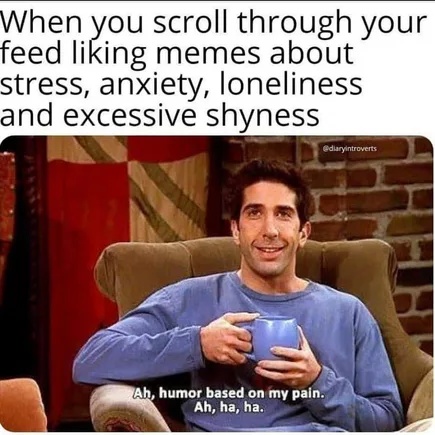 When you scroll through your
feed liking memes about
stress, anxiety, loneliness
and excessive shyness
@diaryintroverts
Ah, humor based on my pain.
Ah, ha, ha.